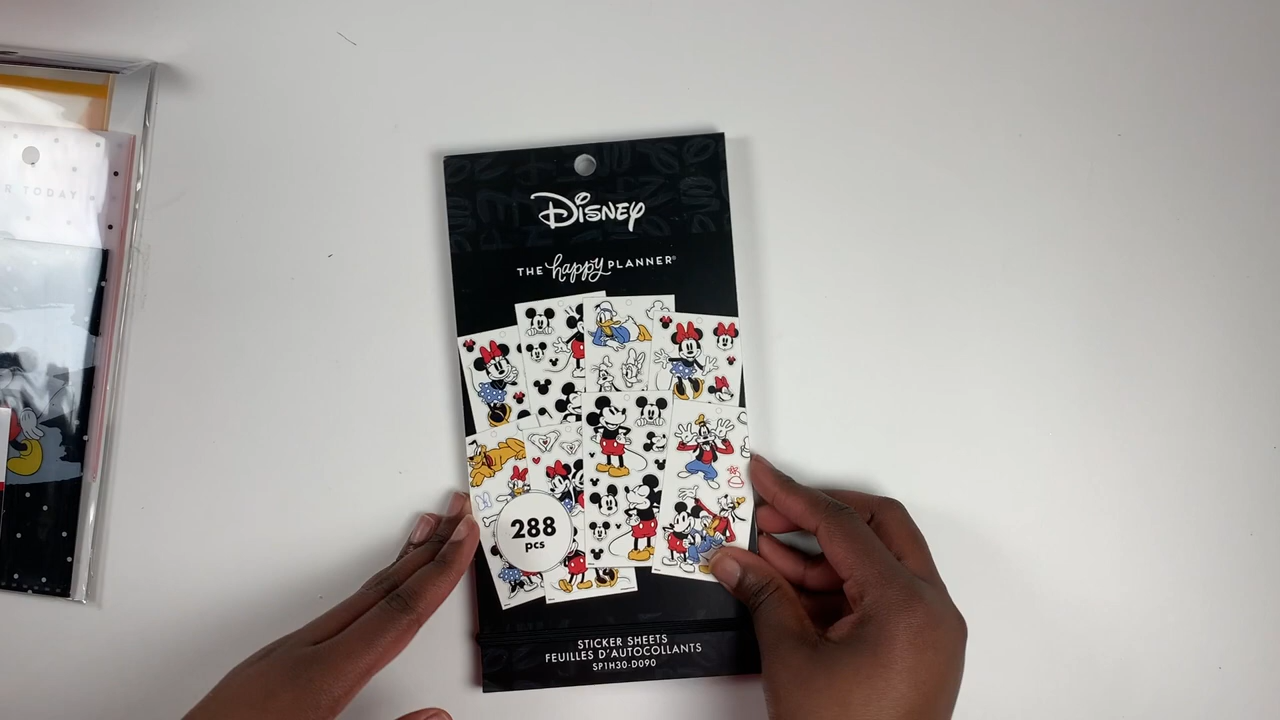 R TODAY
DISNEY
THE happy PLANNER®
288
pcs
STICKER SHEETS
FEUILLES D'AUTOCOLLANTS
SP1H30-D090